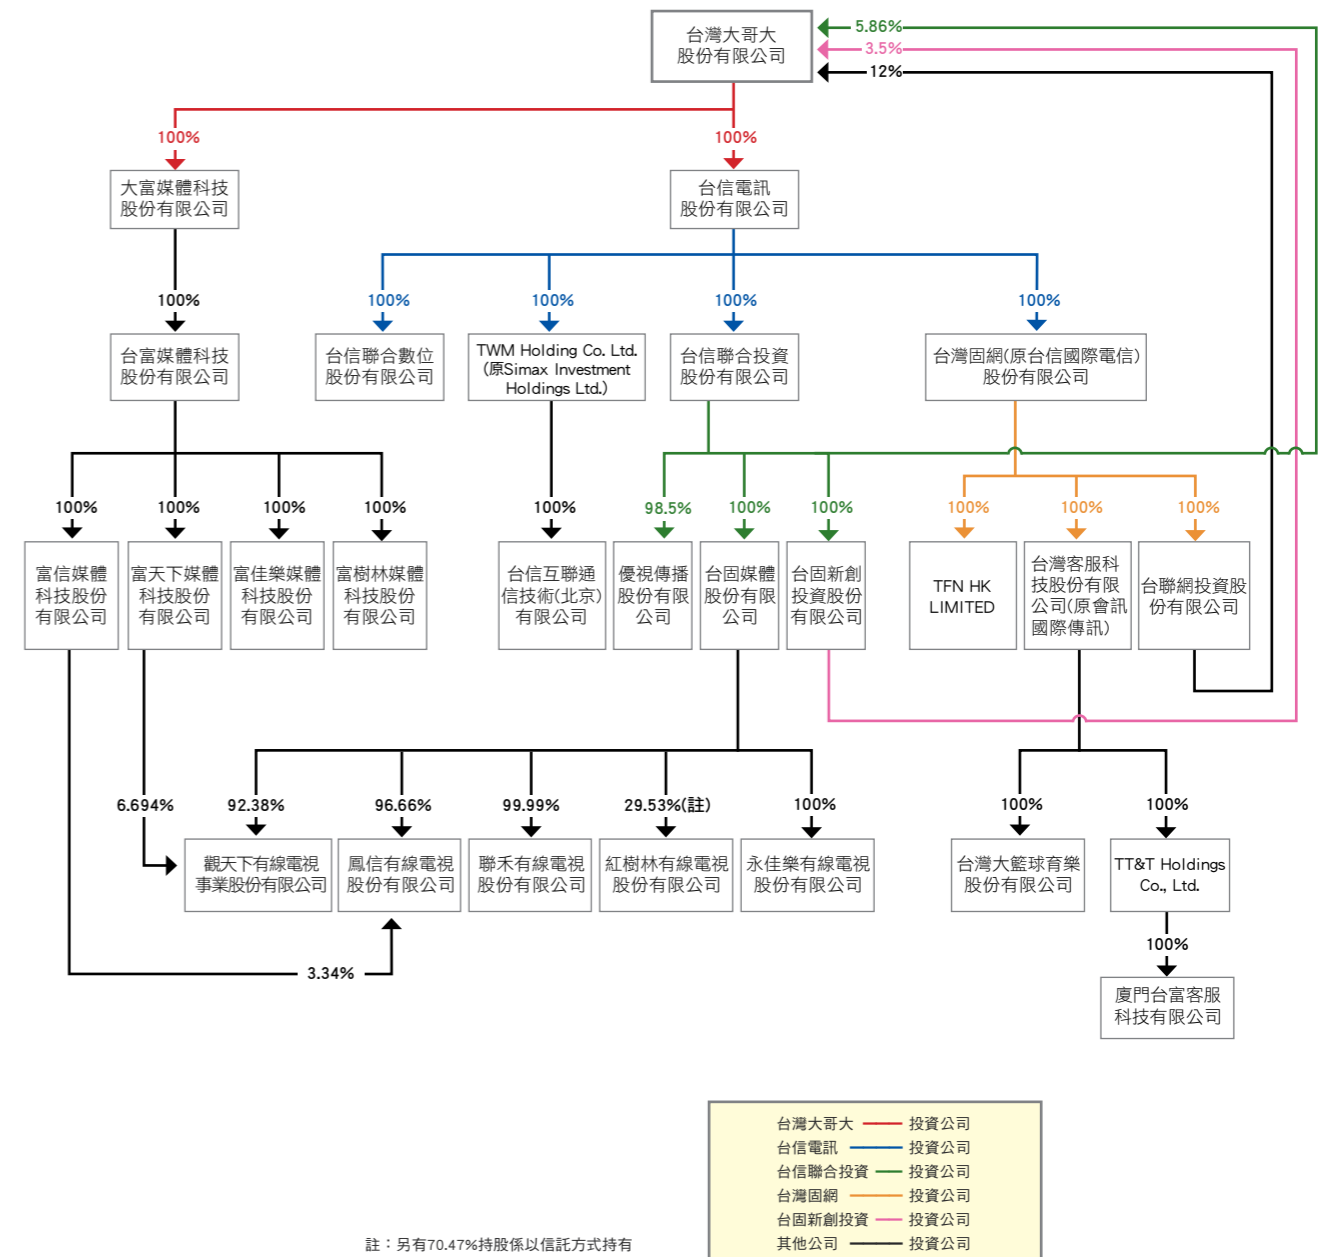 台灣大哥大
股份有限公司
5.86%
3.5%
12%
100%
100%
大富媒體科技
股份有限公司
台信電訊
股份有限公司
100%
100%
100%
100%
100%
台富媒體科技
股份有限公司
台信聯合數位
股份有限公司
TWM Holding Co. Ltd.
(原Simax Investment
Holdings Ltd.)
台信聯合投資
股份有限公司
台灣固網(原台信國際電信)
股份有限公司
100%
100%
100%
100%
100%
98.5%
100%
100%
100%
100%
100%
富信媒體
科技股份
有限公司
富天下媒體
科技股份
有限公司
富佳樂媒體
科技股份
有限公司
富樹林媒體
科技股份
有限公司
台信互聯通
信技術(北京)
有限公司
優視傳播
股份有限
公司
台固媒體
股份有限
公司
台固新創
投資股份
有限公司
TFN HK
LIMITED
台灣客服科
技股份有限
公司(原會訊
國際傳訊)
台聯網投資股
份有限公司
6.694%
92.38%
96.66%
99.99%
29.53%(註)
100%
100%
100%
觀天下有線電視
事業股份有限公司
鳳信有線電視
股份有限公司
聯禾有線電視
股份有限公司
紅樹林有線電視
股份有限公司
永佳樂有線電視
股份有限公司
台灣大籃球育樂
股份有限公司
TT&T Holdings
Co., Ltd.
3.34%
100%
廈門台富客服
科技有限公司
台灣大哥大 投資公司
台信電訊 投資公司
台信聯合投資 投資公司
台灣固網 投資公司
台固新創投資 投資公司
其他公司 投資公司
註：另有70.47%持股係以信託方式持有